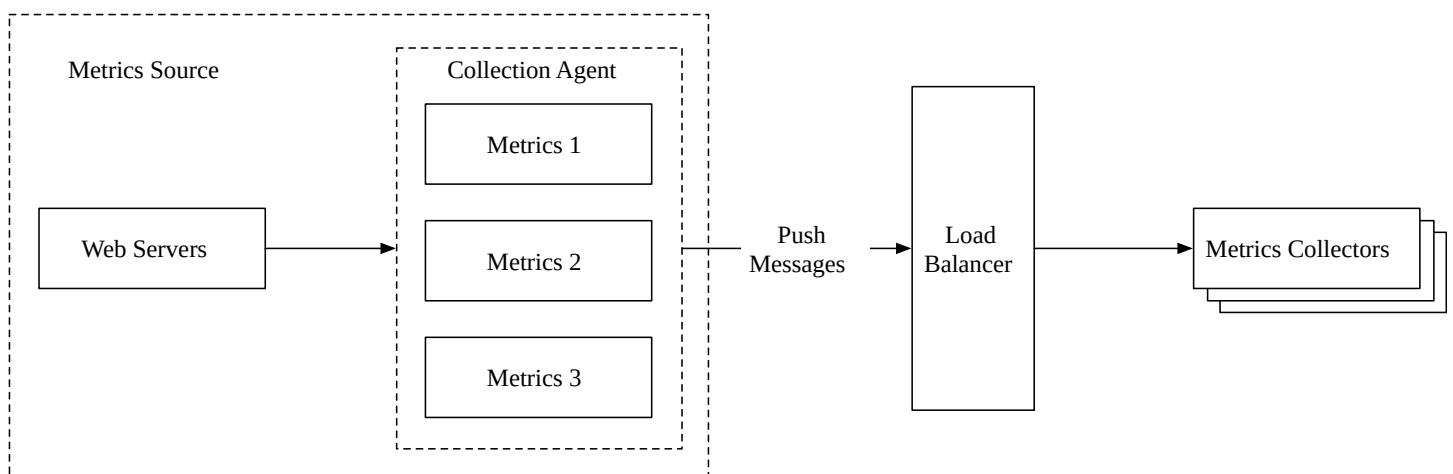 Metrics Source
Collection Agent
Metrics 1
Web Servers
Metrics 2
Metrics 3
Push
Messages
Load
Balancer
Metrics Collectors